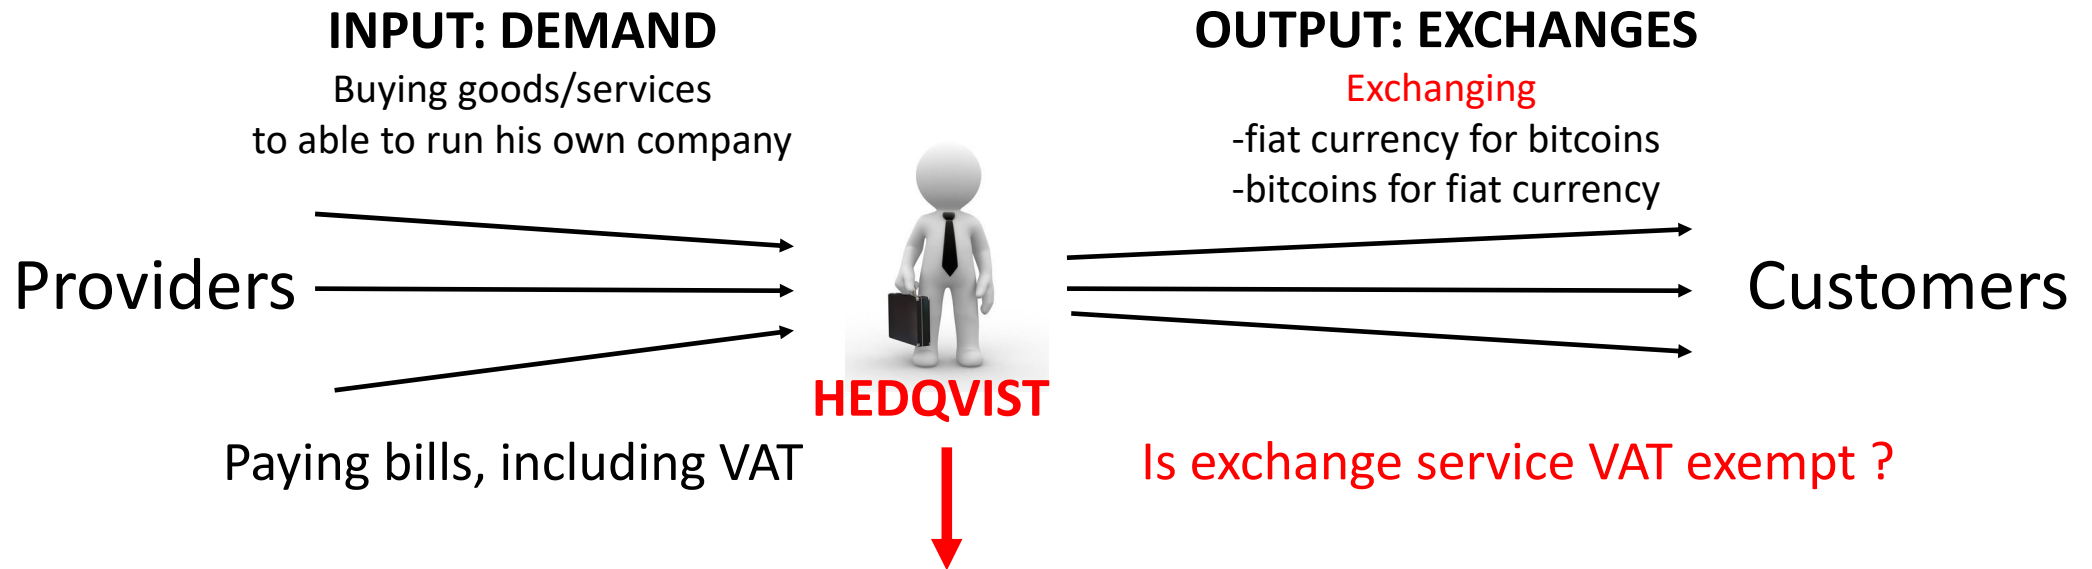 INPUT: DEMAND
Buying goods/services
to able to run his own company
OUTPUT: EXCHANGES
Exchanging
-fiat currency for bitcoins
-bitcoins for fiat currency
Providers
Customers
HEDQVIST
Paying bills, including VAT
Is exchange service VAT exempt ?